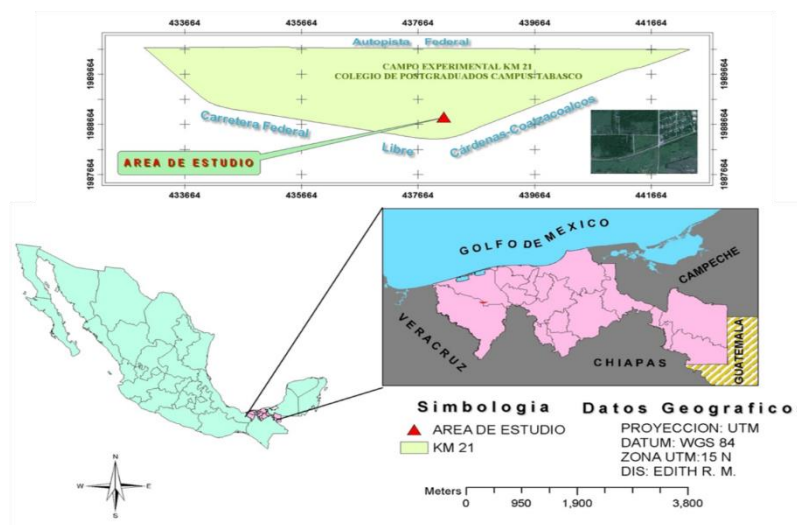 433664 435664 437664 439664 441664
Autopista Federal
CAMPO EXPERIMENTAL KM 21
COLEGIO DE POSTGRADUADOS CAMPUS-TABASCO
1989664
1989664
1988664
1988664
1987664
1987664
Carretera Federal
Libre
Cárdenas-Coatzacoalcos
AREA DE ESTUDIO
433664 435664 437664 439664 441664
GOLFO DE MEXICO
CAMPECHE
VERACRUZ
CHIAPAS
GUATEMALA
Simbologia
AREA DE ESTUDIO
KM 21
Datos Geografico
PROYECCION: UTM
DATUM: WGS 84
ZONA UTM:15 N
DIS: EDITH R. M.
N
W E
S
Meters
0 950 1,900 3,800